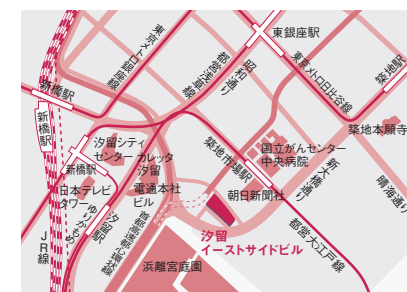 東銀座駅
東京メトロ銀座線
昭和通り
都営浅草線
東京メトロ日比谷線
築地駅
新橋駅
新橋駅
築地本願寺
汐留シティ
センター
カレッタ
汐留
国立がんセンター
中央病院
築地市場駅
新大橋通り
晴海通り
新橋駅
日本テレビ
タワー
ゆりかもめ
汐留駅
電通本社
ビル
朝日新聞社
首都高速都心環状線
汐留
イーストサイドビル
都営大江戸線
JR線
浜離宮庭園